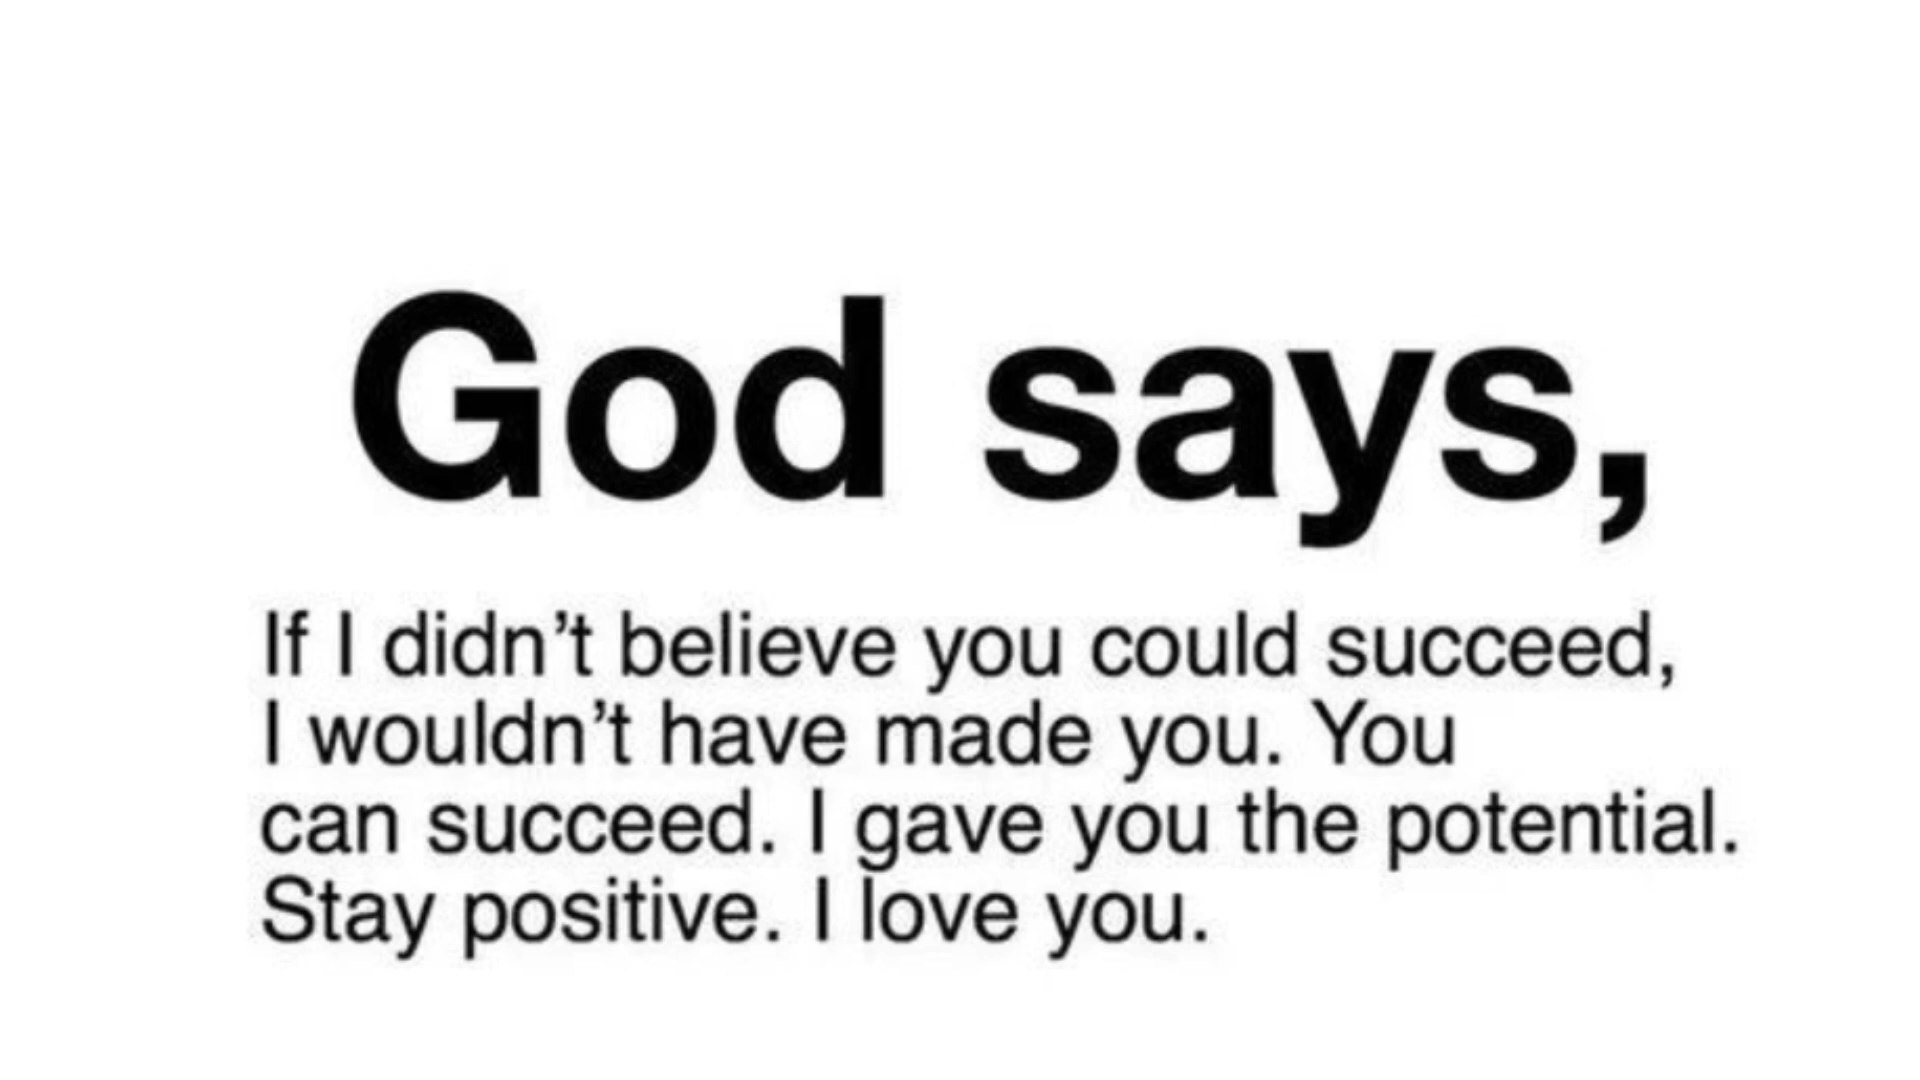 God says,
If I didn’t believe you could succeed,
I wouldn’t have made you. You
can succeed. I gave you the potential.
Stay positive. I love you.